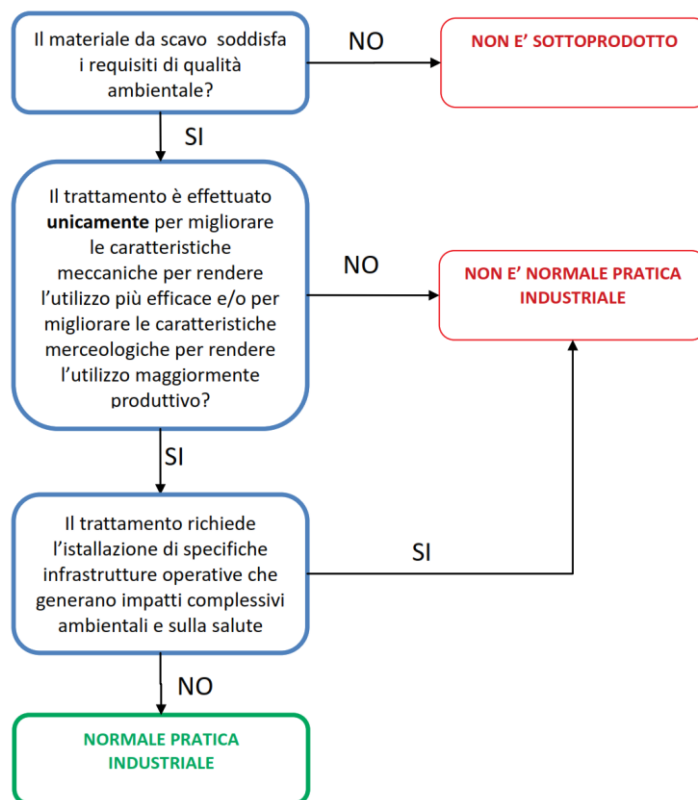 Il materiale da scavo soddisfa
i requisiti di qualità
ambientale?
NO
NON E' SOTTOPRODOTTO
SI
Il trattamento è effettuato
unicamente per migliorare
le caratteristiche
meccaniche per rendere
l'utilizzo più efficace e/o per
migliorare le caratteristiche
merceologiche per rendere
l'utilizzo maggiormente
produttivo?
NO
NON E' NORMALE PRATICA
INDUSTRIALE
SI
Il trattamento richiede
l'istallazione di specifiche
infrastrutture operative che
generano impatti complessivi
ambientali e sulla salute
SI
NO
NORMALE PRATICA
INDUSTRIALE